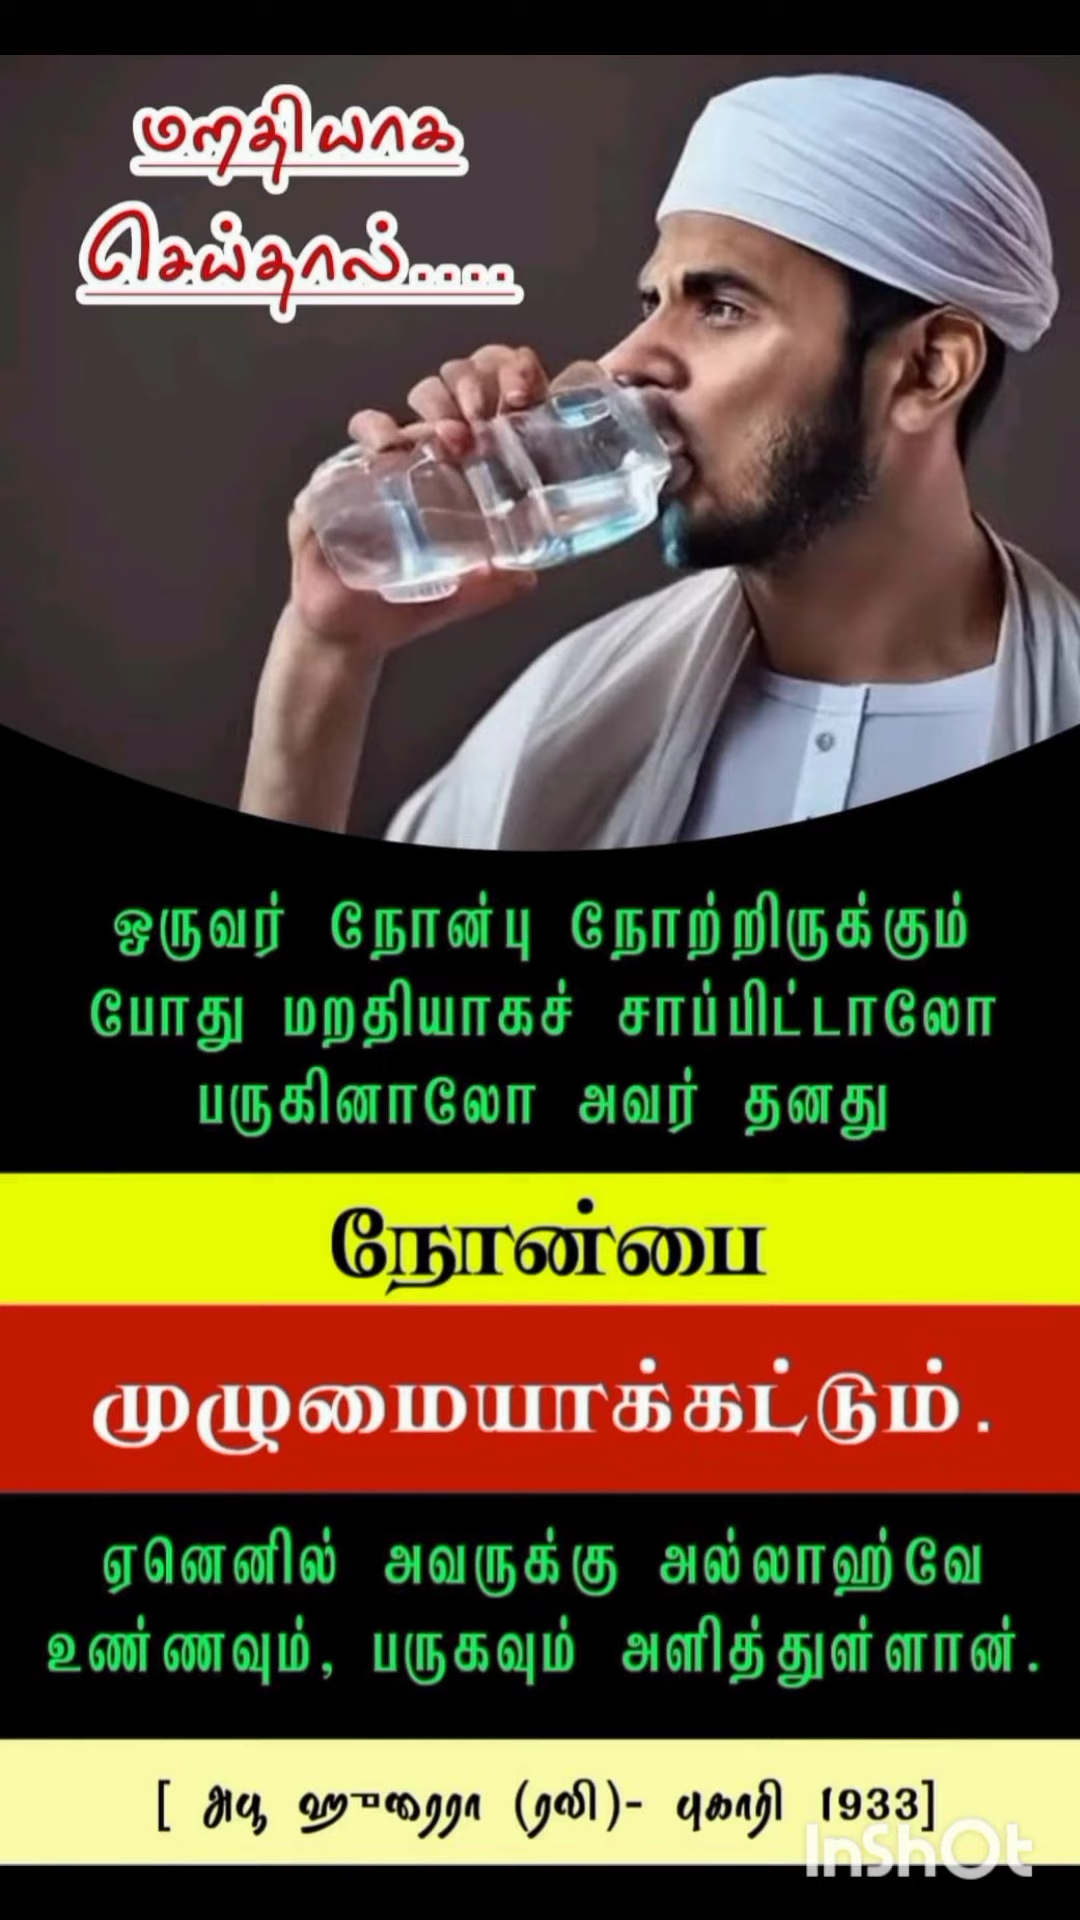 மறதியாக
செய்தால்....
ஒருவர் நோன்பு நோற்றிருக்கும்
போது மறதியாகச் சாப்பிட்டாலோ
பருகினாலோ அவர் தனது
நோன்பை
முழுமையாக்கட்டும்.
ஏனெனில் அவருக்கு அல்லாஹ்வே
உண்ணவும், பருகவும் அளித்துள்ளான்.
[ அபூ ஹுரைரா (ரலி)- புகாரி 1933]
InShOt